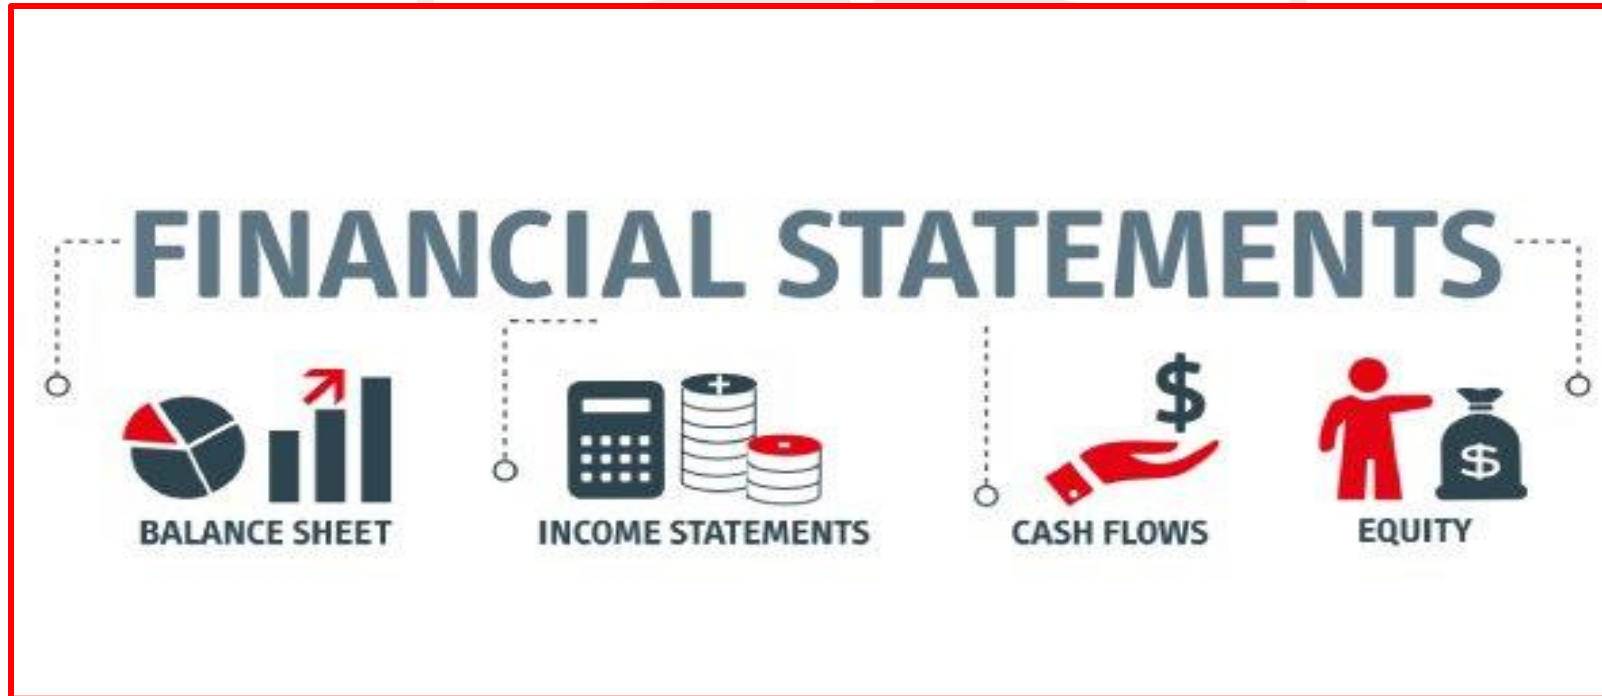 FINANCIAL STATEMENTS
$
$
+
-
BALANCE SHEET
INCOME STATEMENTS
CASH FLOWS
EQUITY